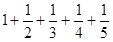 1 + 1/2 + 1/3 + 1/4 + 1/5